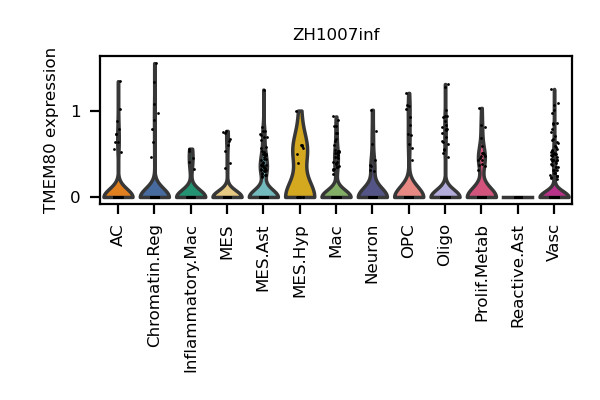 ZH1007inf
TMEM80 expression
1
0
AC
Chromatin.Reg
Inflammatory.Mac
MES
MES.Ast
MES.Hyp
Mac
Neuron
OPC
Oligo
Prolif.Metab
Reactive.Ast
Vasc